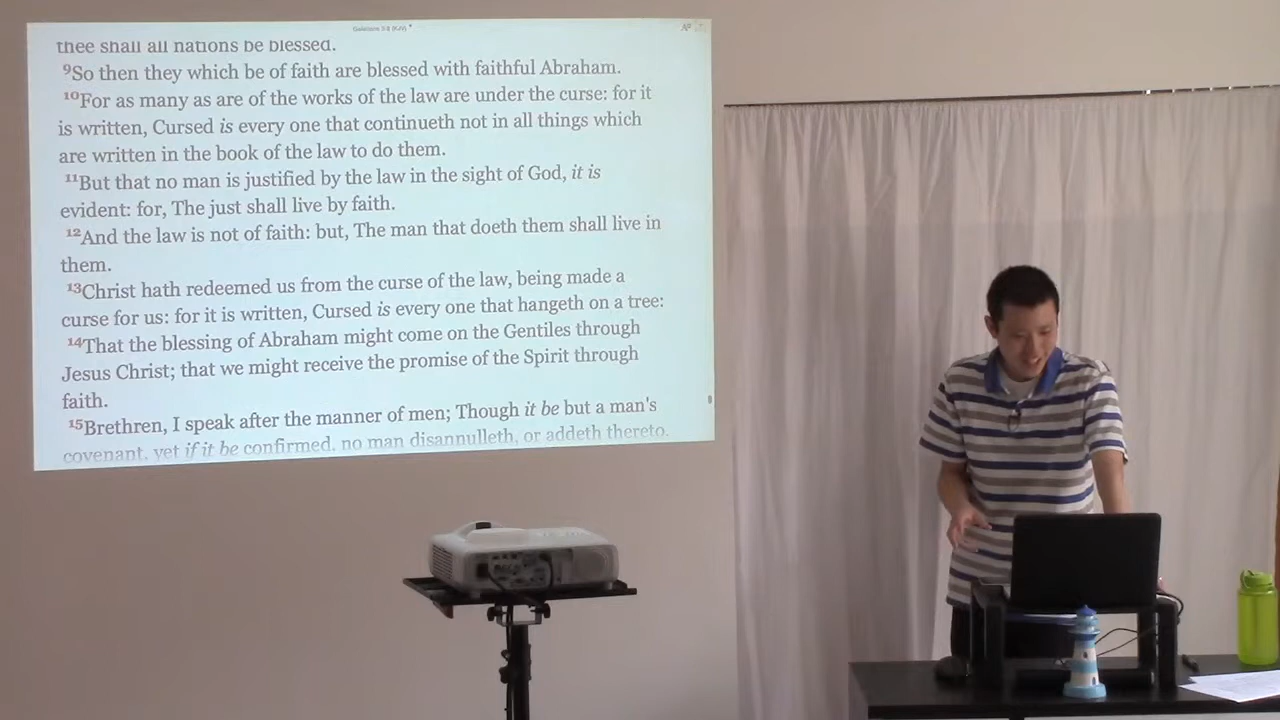 Galatians 3:8 (KJV)
thee shall all nations be blessed.
9So then they which be of faith are blessed with faithful Abraham.
10For as many as are of the works of the law are under the curse: for it
is written, Cursed is every one that continueth not in all things which
are written in the book of the law to do them.
11But that no man is justified by the law in the sight of God, it is
evident: for, The just shall live by faith.
12And the law is not of faith: but, The man that doeth them shall live in
them.
13Christ hath redeemed us from the curse of the law, being made a
curse for us: for it is written, Cursed is every one that hangeth on a tree:
14That the blessing of Abraham might come on the Gentiles through
Jesus Christ; that we might receive the promise of the Spirit through
faith.
15Brethren, I speak after the manner of men; Though it be but a man's
covenant, yet if it be confirmed, no man disannulleth, or addeth thereto.